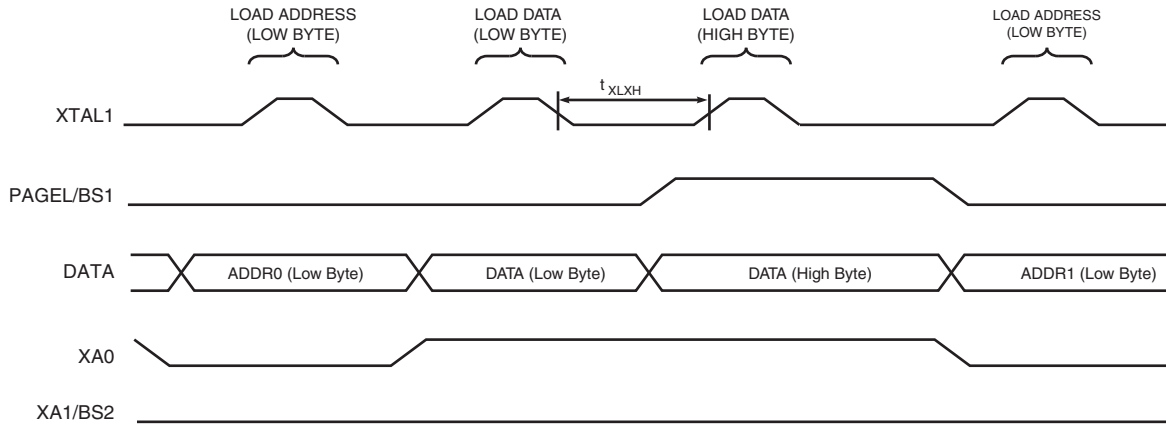 LOAD ADDRESS
(LOW BYTE)
LOAD DATA
(LOW BYTE)
LOAD DATA
(HIGH BYTE)
LOAD ADDRESS
(LOW BYTE)
t XLXH
XTAL1
PAGEL/BS1
DATA
ADDR0 (Low Byte)
DATA (Low Byte)
DATA (High Byte)
ADDR1 (Low Byte)
XA0
XA1/BS2